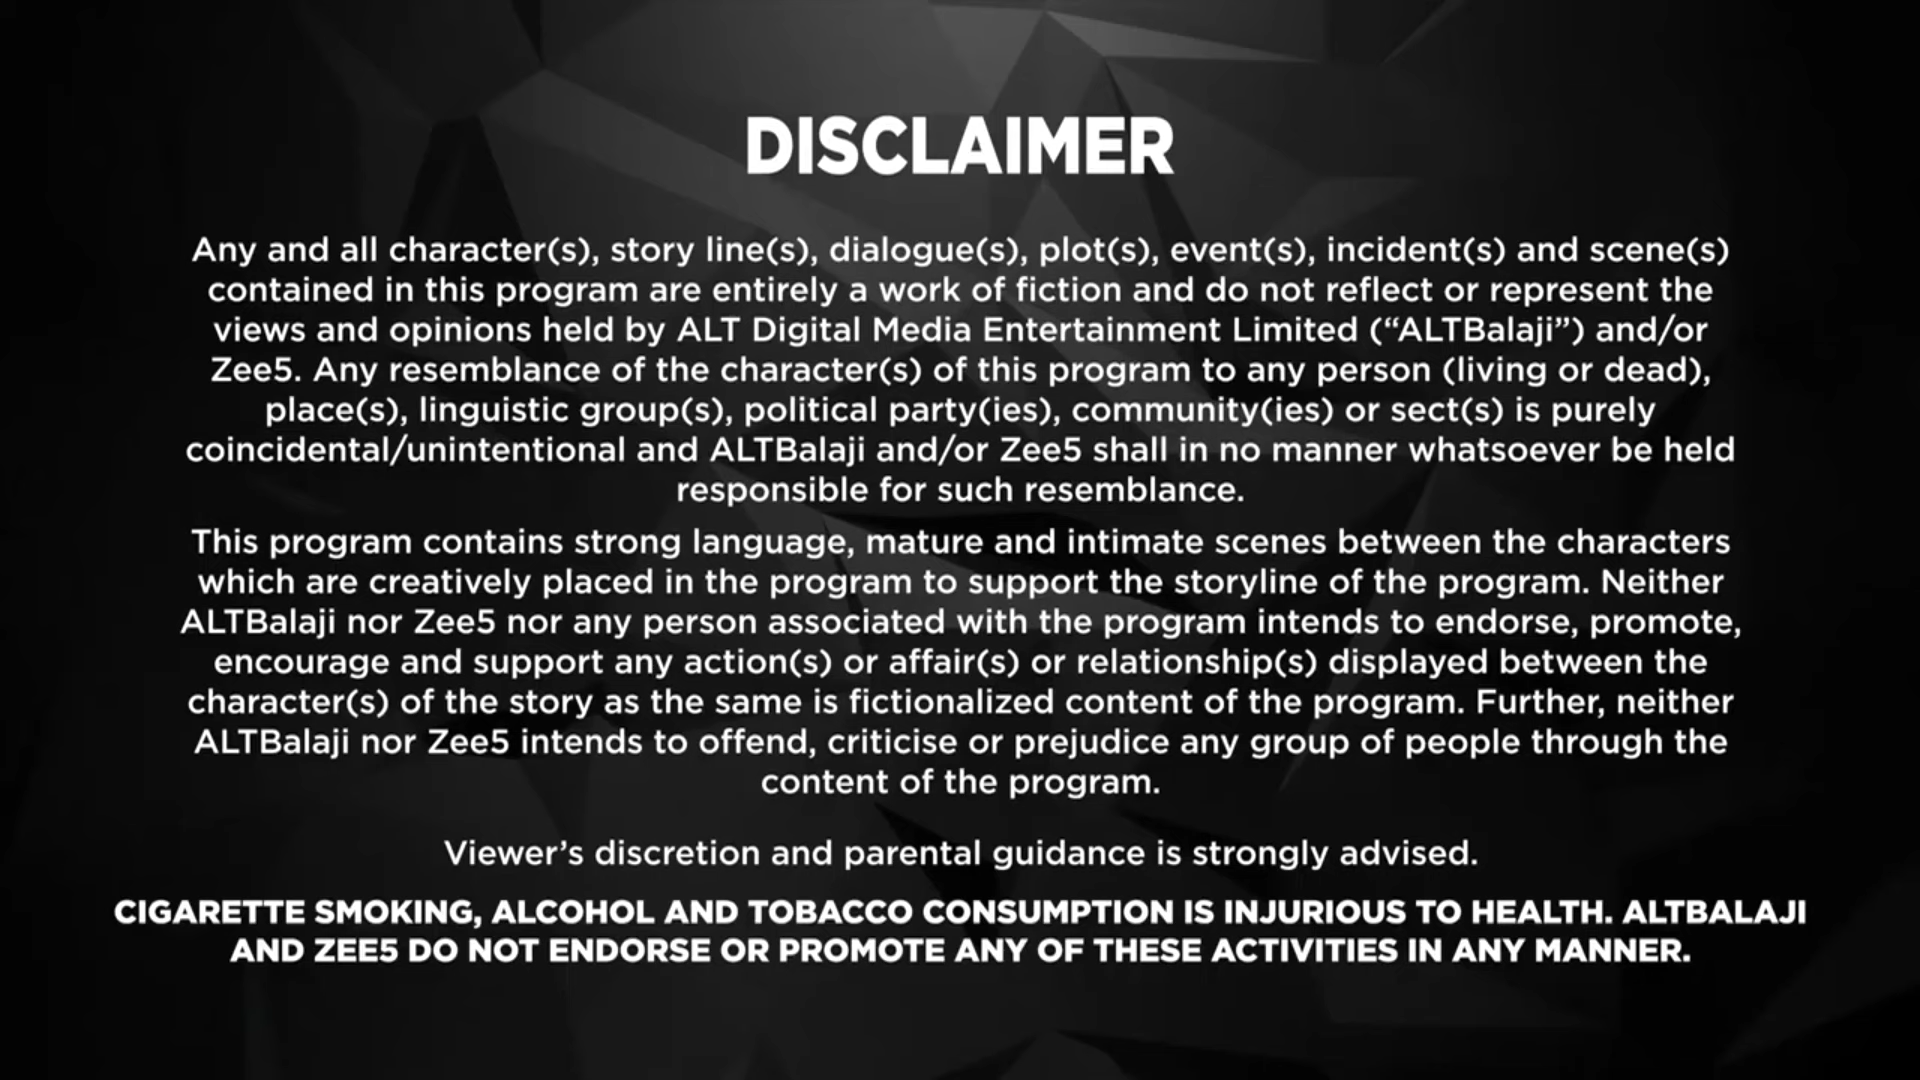 DISCLAIMER
Any and all character(s), story line(s), dialogue(s), plot(s), event(s), incident(s) and scene(s)
contained in this program are entirely a work of fiction and do not reflect or represent the
views and opinions held by ALT Digital Media Entertainment Limited (“ALTBalaji”) and/or
Zee5. Any resemblance of the character(s) of this program to any person (living or dead),
place(s), linguistic group(s), political party(ies), community(ies) or sect(s) is purely
coincidental/unintentional and ALTBalaji and/or Zee5 shall in no manner whatsoever be held
responsible for such resemblance.
This program contains strong language, mature and intimate scenes between the characters
which are creatively placed in the program to support the storyline of the program. Neither
ALTBalaji nor Zee5 nor any person associated with the program intends to endorse, promote,
encourage and support any action(s) or affair(s) or relationship(s) displayed between the
character(s) of the story as the same is fictionalized content of the program. Further, neither
ALTBalaji nor Zee5 intends to offend, criticise or prejudice any group of people through the
content of the program.
Viewer’s discretion and parental guidance is strongly advised.
CIGARETTE SMOKING, ALCOHOL AND TOBACCO CONSUMPTION IS INJURIOUS TO HEALTH. ALTBALAJI
AND ZEE5 DO NOT ENDORSE OR PROMOTE ANY OF THESE ACTIVITIES IN ANY MANNER.